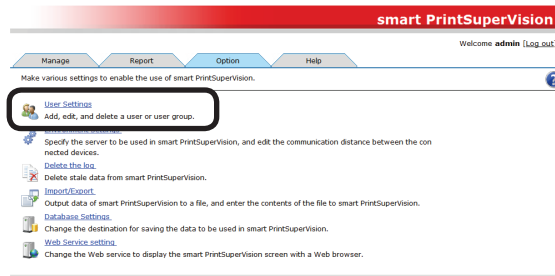 smart PrintSuperVision
Welcome admin [Log out]
Manage Report Option Help
Make various settings to enable the use of smart PrintSuperVision.
User Settings
Add, edit, and delete a user or user group.
Specify the server to be used in smart PrintSuperVision, and edit the communication distance between the con
nected devices.
Delete the log
Delete stale data from smart PrintSuperVision.
Import/Export
Output data of smart PrintSuperVision to a file, and enter the contents of the file to smart PrintSuperVision.
Database Settings
Change the destination for saving the data to be used in smart PrintSuperVision.
Web Service setting
Change the Web service to display the smart PrintSuperVision screen with a Web browser.